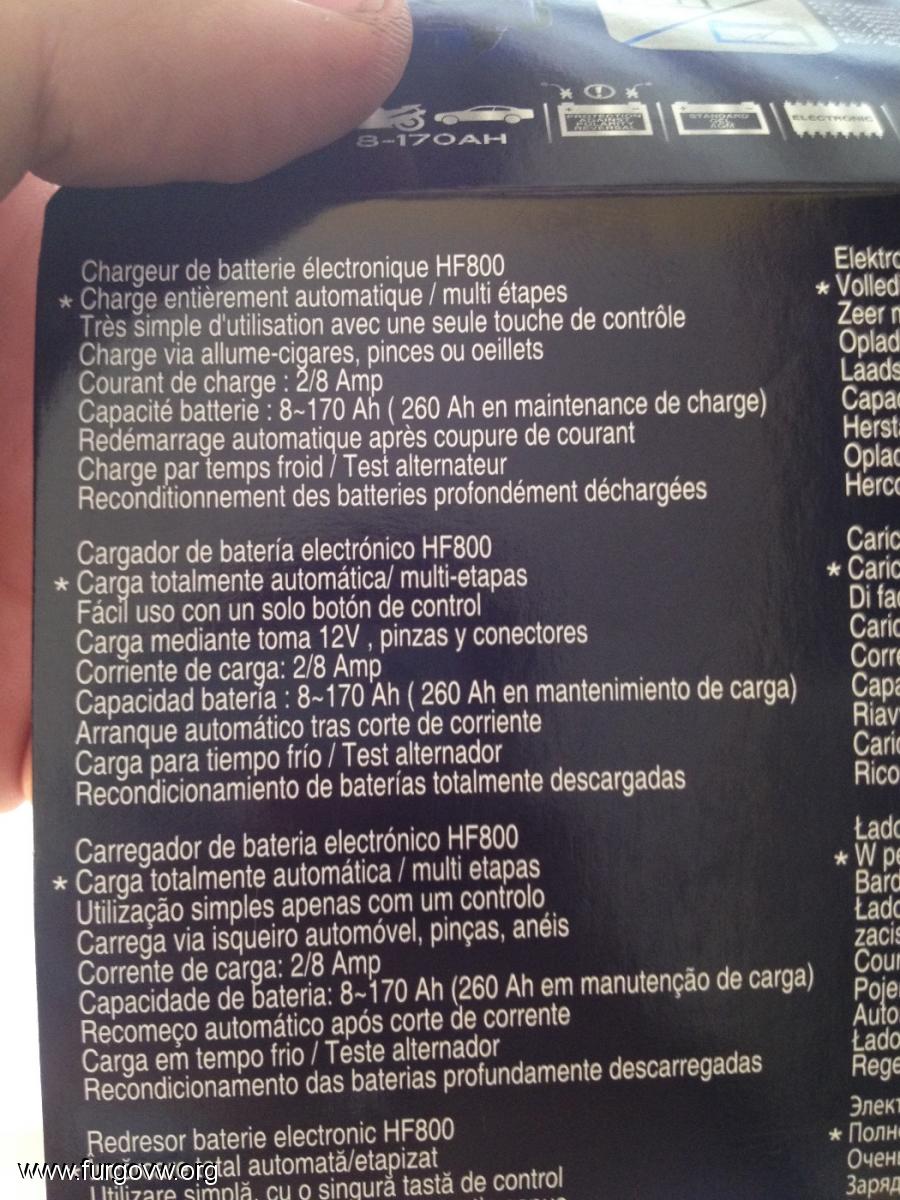 8-170AH
PROTECTION
AGAINST
POLARITY
REVERSAL
STANDARD
GEL
AGM
ELECTRONIC
Chargeur de batterie électronique HF800
* Charge entièrement automatique / multi étapes
Très simple d'utilisation avec une seule touche de contrôle
Charge via allume-cigares, pinces ou oeillets
Courant de charge : 2/8 Amp
Capacité batterie : 8~170 Ah ( 260 Ah en maintenance de charge)
Redémarrage automatique après coupure de courant
Charge par temps froid / Test alternateur
Reconditionnement des batteries profondément déchargées
Cargador de batería electrónico HF800
* Carga totalmente automática/ multi-etapas
Fácil uso con un solo botón de control
Carga mediante toma 12V , pinzas y conectores
Corriente de carga: 2/8 Amp
Capacidad batería : 8~170 Ah ( 260 Ah en mantenimiento de carga)
Arranque automático tras corte de corriente
Carga para tiempo frío / Test alternador
Recondicionamiento de baterías totalmente descargadas
Carregador de bateria electrónico HF800
* Carga totalmente automática / multi etapas
Utilização simples apenas com um controlo
Carrega via isqueiro automóvel, pinças, anéis
Corrente de carga: 2/8 Amp
Capacidade de bateria: 8~170 Ah (260 Ah em manutenção de carga)
Recomeço automático após corte de corrente
Carga em tempo frio / Teste alternador
Recondicionamento das baterias profundamente descarregadas
Redresor baterie electronic HF800
total automată/etapizat
Utilizare simplă, cu o singură tastă de control
Elektro
* Volled
Zeer
Oplad
Laads
Capac
Herst
Oplad
Herco
Caric
* Caric
Di fac
Caric
Corre
Capa
Riav
Caric
Rico
Łado
* W pe
Bard
Łado
zacis
Cour
Pojer
Auto
Łado
Rege
Элект
* Полно
Очень
Заряд
www.furgovw.org